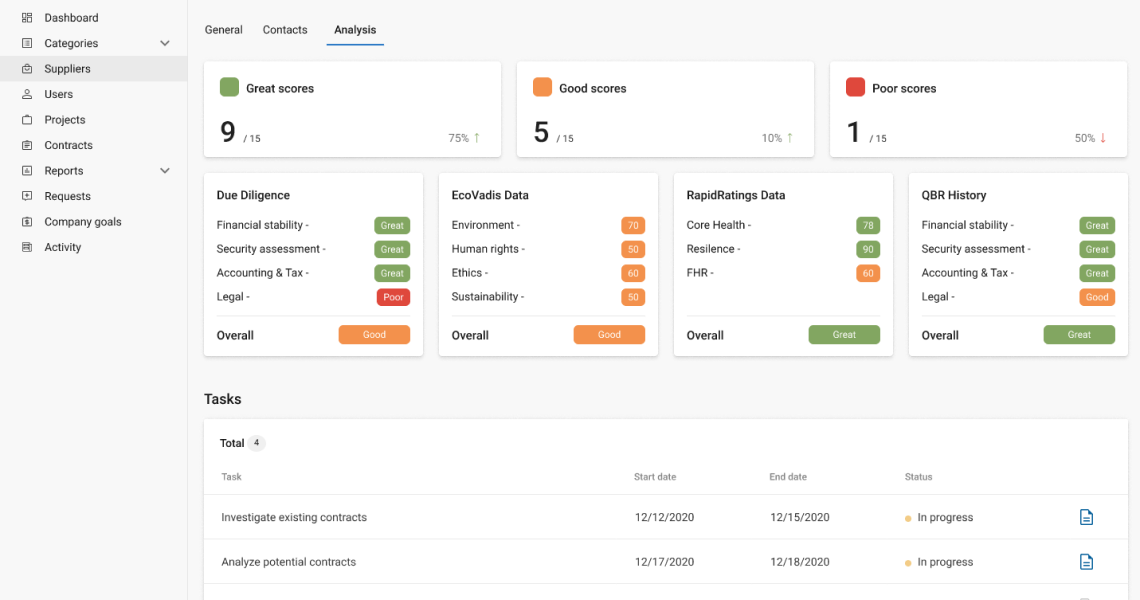 Dashboard
Categories
Suppliers
Users
Projects
Contracts
Reports
Requests
Company goals
Activity
General Contacts Analysis
Great scores
9 / 15 75% ↑
Good scores
5 / 15 10% ↑
Poor scores
1 / 15 50% ↓
Due Diligence
Financial stability - Great
Security assessment - Great
Accounting & Tax - Great
Legal - Poor
Overall Good
EcoVadis Data
Environment - 70
Human rights - 50
Ethics - 60
Sustainability - 50
Overall Good
RapidRatings Data
Core Health - 78
Resilence - 90
FHR - 60
Overall Great
QBR History
Financial stability - Great
Security assessment - Great
Accounting & Tax - Great
Legal - Good
Overall Great
Tasks
Total 4
Task Start date End date Status
Investigate existing contracts 12/12/2020 12/15/2020 In progress
Analyze potential contracts 12/17/2020 12/18/2020 In progress